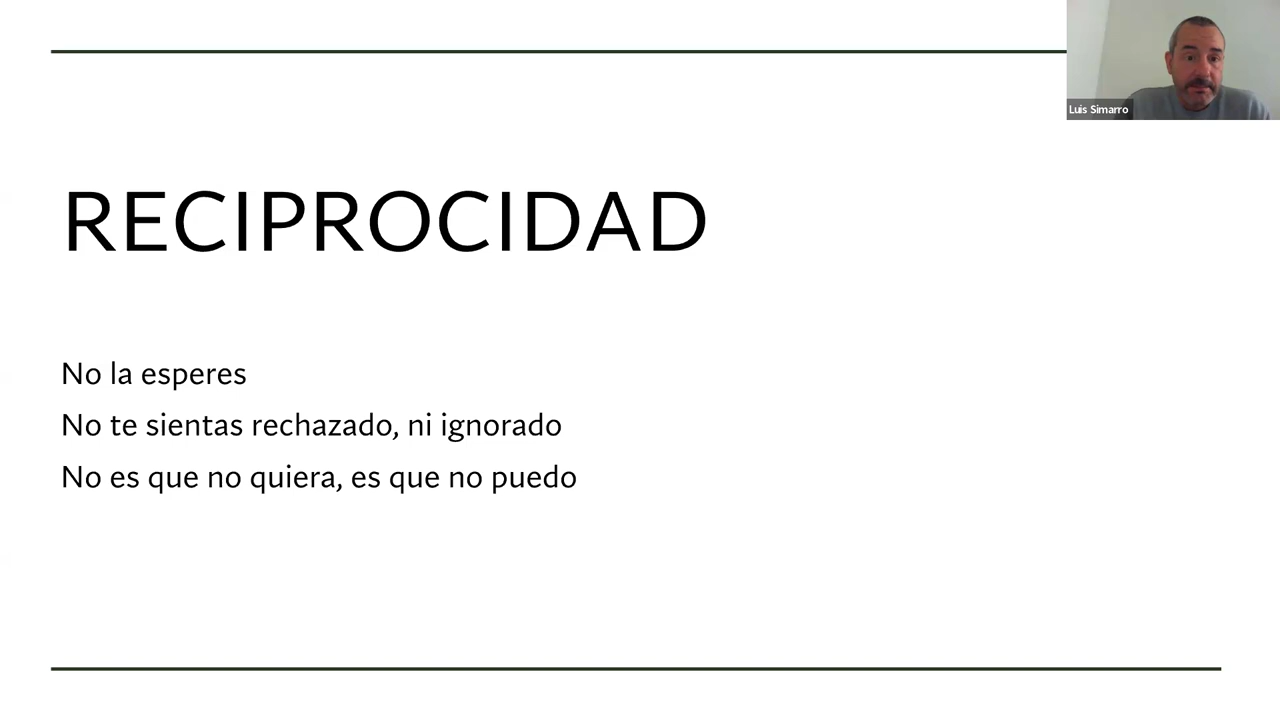 Luis Simarro
RECIPROCIDAD
No la esperes
No te sientas rechazado, ni ignorado
No es que no quiera, es que no puedo